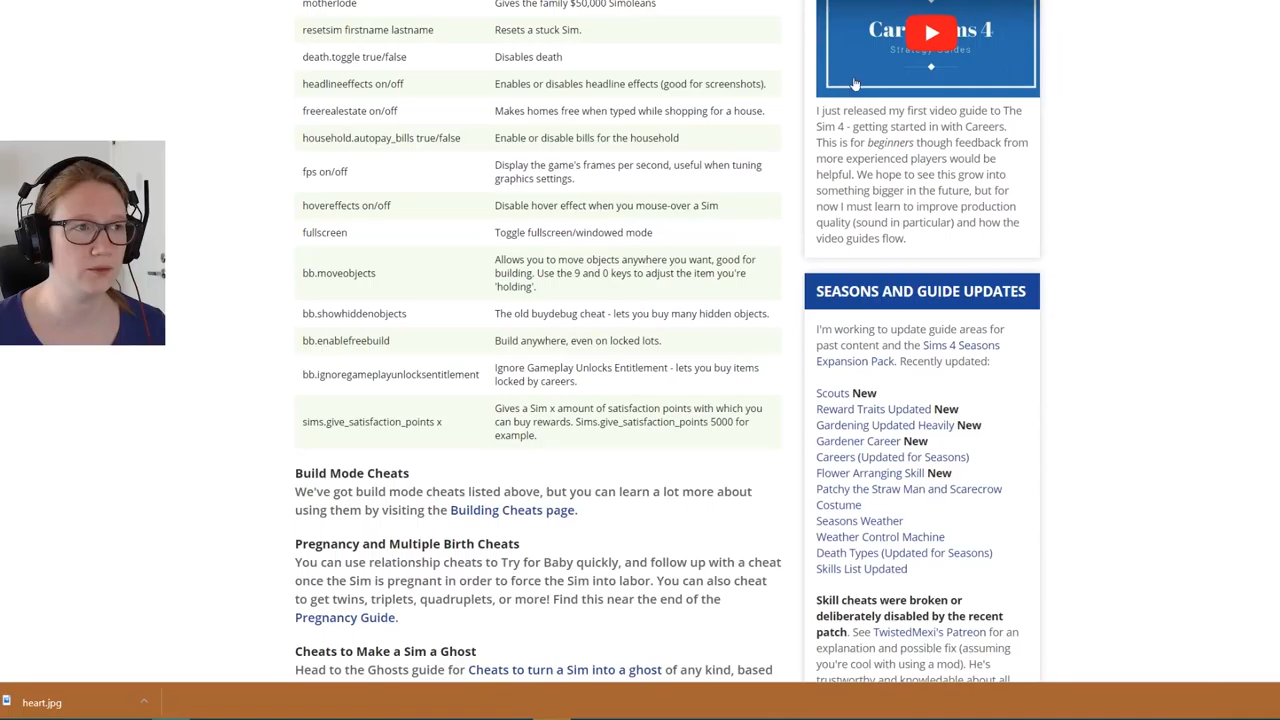 motherlode Gives the family $50,000 Simoleans
resetsim firstname lastname Resets a stuck Sim.
death.toggle true/false Disables death
headlineeffects on/off Enables or disables headline effects (good for screenshots).
freerealestate on/off Makes homes free when typed while shopping for a house.
household.autopay_bills true/false Enable or disable bills for the household
fps on/off Display the game's frames per second, useful when tuning
graphics settings.
hovereffects on/off Disable hover effect when you mouse-over a Sim
fullscreen Toggle fullscreen/windowed mode
bb.moveobjects Allows you to move objects anywhere you want, good for
building. Use the 9 and 0 keys to adjust the item you're
'holding'.
bb.showhiddenobjects The old buydebug cheat - lets you buy many hidden objects.
bb.enablefreebuild Build anywhere, even on locked lots.
bb.ignoregameplayunlocksentitlement Ignore Gameplay Unlocks Entitlement - lets you buy items
locked by careers.
sims.give_satisfaction_points x Gives a Sim x amount of satisfaction points with which you
can buy rewards. Sims.give_satisfaction_points 5000 for
example.
Build Mode Cheats
We've got build mode cheats listed above, but you can learn a lot more about
using them by visiting the Building Cheats page.
Pregnancy and Multiple Birth Cheats
You can use relationship cheats to Try for Baby quickly, and follow up with a cheat
once the Sim is pregnant in order to force the Sim into labor. You can also cheat
to get twins, triplets, quadruplets, or more! Find this near the end of the
Pregnancy Guide.
Cheats to Make a Sim a Ghost
Head to the Ghosts guide for Cheats to turn a Sim into a ghost of any kind, based
4
Strategy Guides
I just released my first video guide to The
Sim 4 - getting started in with Careers.
This is for beginners though feedback from
more experienced players would be
helpful. We hope to see this grow into
something bigger in the future, but for
now I must learn to improve production
quality (sound in particular) and how the
video guides flow.
SEASONS AND GUIDE UPDATES
I'm working to update guide areas for
past content and the Sims 4 Seasons
Expansion Pack. Recently updated:
Scouts New
Reward Traits Updated New
Gardening Updated Heavily New
Gardener Career New
Careers (Updated for Seasons)
Flower Arranging Skill New
Patchy the Straw Man and Scarecrow
Costume
Seasons Weather
Weather Control Machine
Death Types (Updated for Seasons)
Skills List Updated
Skill cheats were broken or
deliberately disabled by the recent
patch. See TwistedMexi's Patreon for an
explanation and possible fix (assuming
you're cool with using a mod). He's
trustworthy and knowledgable about all
heart.jpg